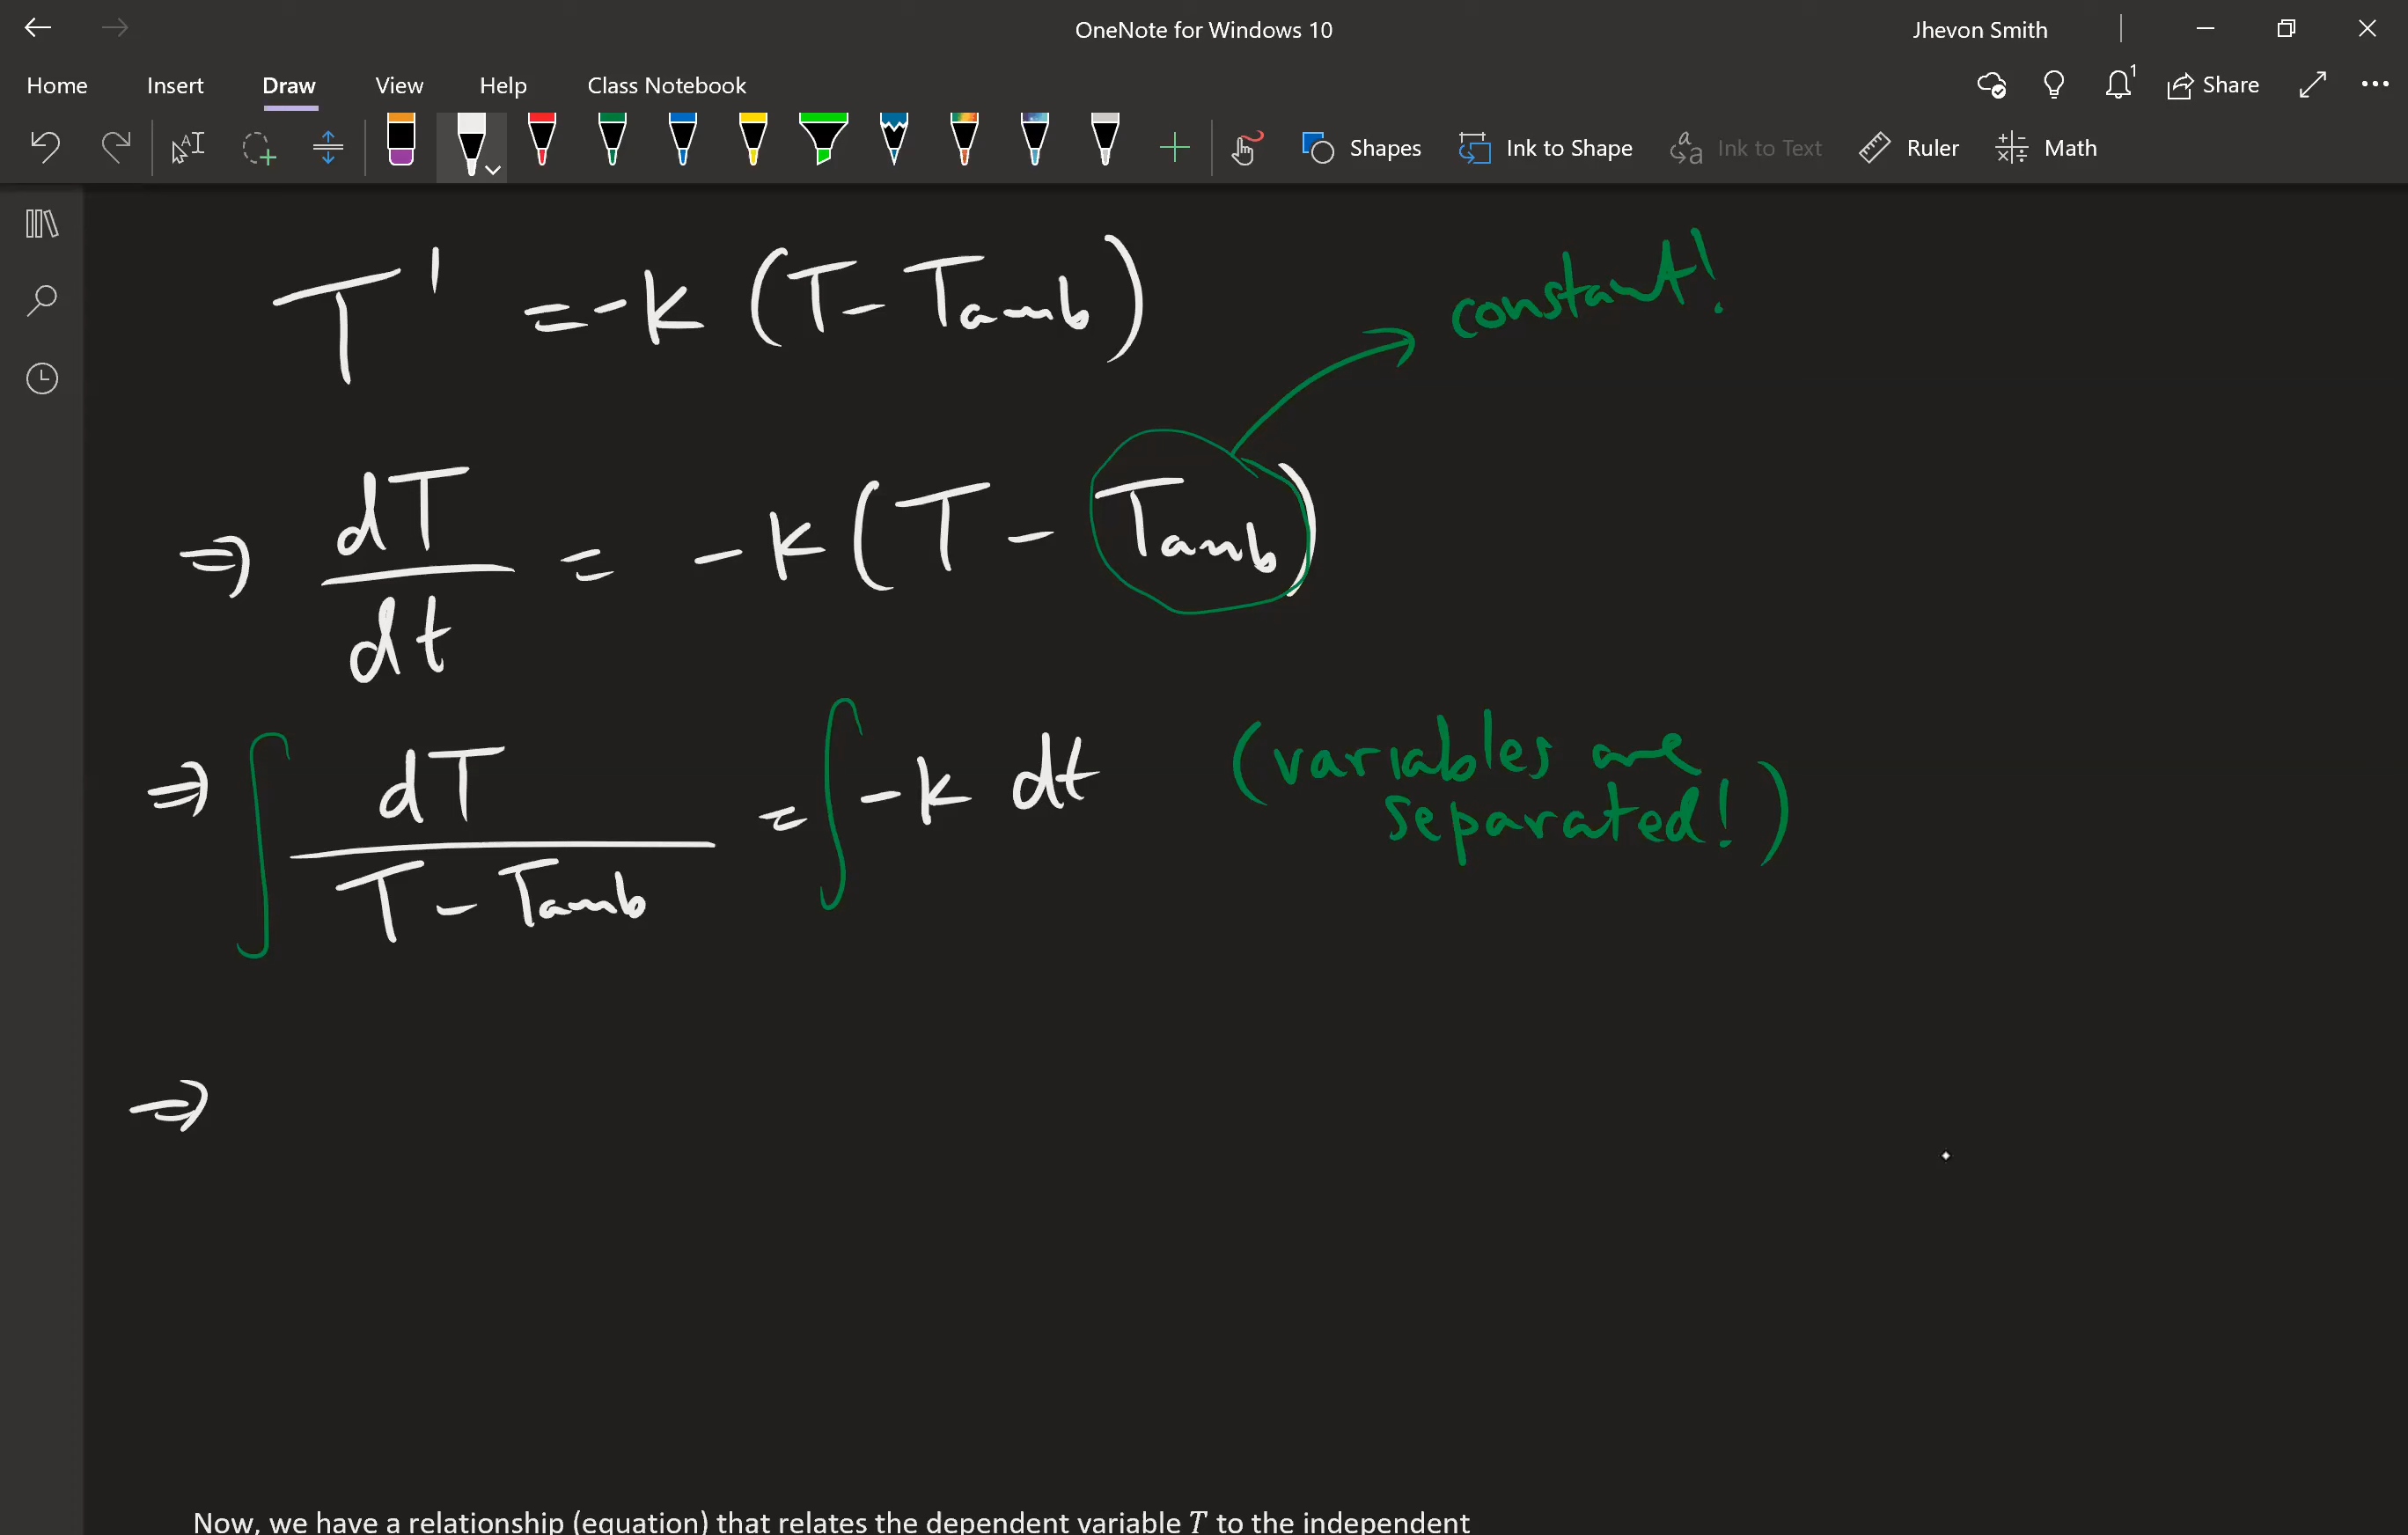 OneNote for Windows 10
Jhevon Smith
Home Insert Draw View Help Class Notebook
1
Share
Shapes Ink to Shape Ink to Text Ruler Math
T' = -k (T - Tamb)
constant!
⇒ dT/dt = -k (T - Tamb)
⇒ ∫ dT/(T - Tamb) = ∫ -k dt
(variables are
separated!)
⇒
Now, we have a relationship (equation) that relates the dependent variable T to the independent